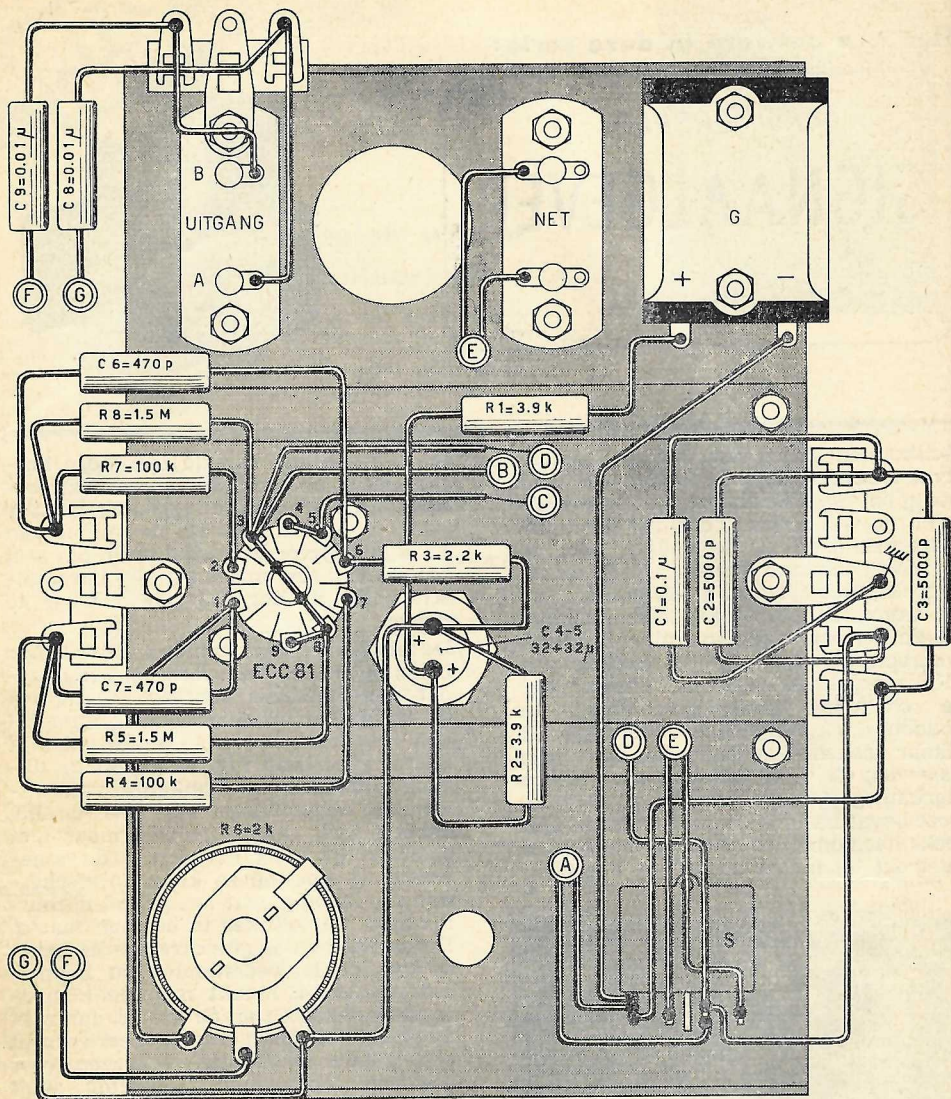 C 9=0.01 µ
C 8=0.01 µ
B
UITGANG
A
NET
G
+
−
F
G
E
C 6=470 p
R 8=1.5 M
R 7=100 k
R 1=3.9 k
D
B
C
3
4
5
2
6
1
7
9
8
ECC 81
R 3=2.2 k
+
+
C 4-5
32+32µ
C 1=0.1 µ
C 2=5000 p
C 3=5000 p
C 7=470 p
R 5=1.5 M
R 4=100 k
R 2=3.9 k
D
E
R 6=2 k
A
S
G
F